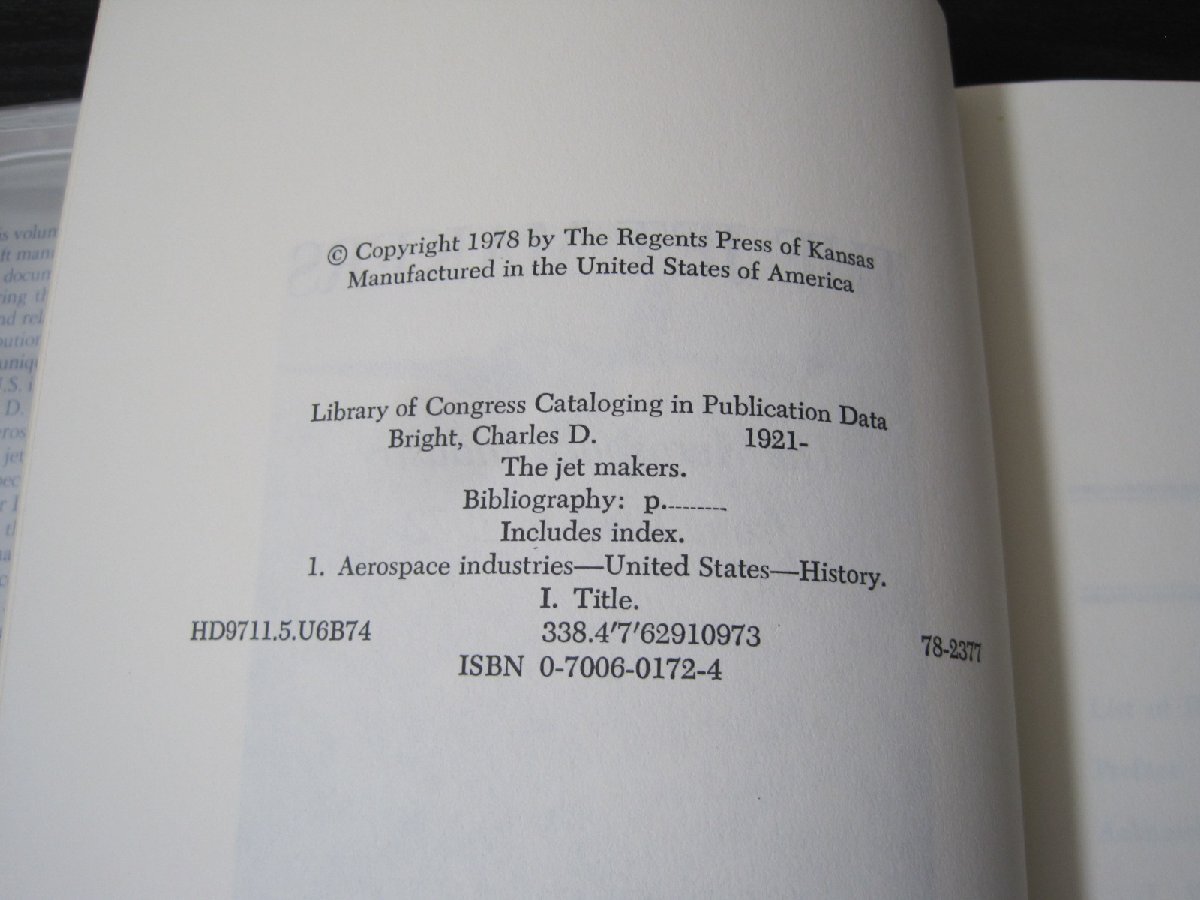 © Copyright 1978 by The Regents Press of Kansas
Manufactured in the United States of America
Library of Congress Cataloging in Publication Data
Bright, Charles D. 1921-
The jet makers.
Bibliography: p.........
Includes index.
1. Aerospace industries—United States—History.
I. Title.
HD9711.5.U6B74 338.4'7'62910973 78-2377
ISBN 0-7006-0172-4